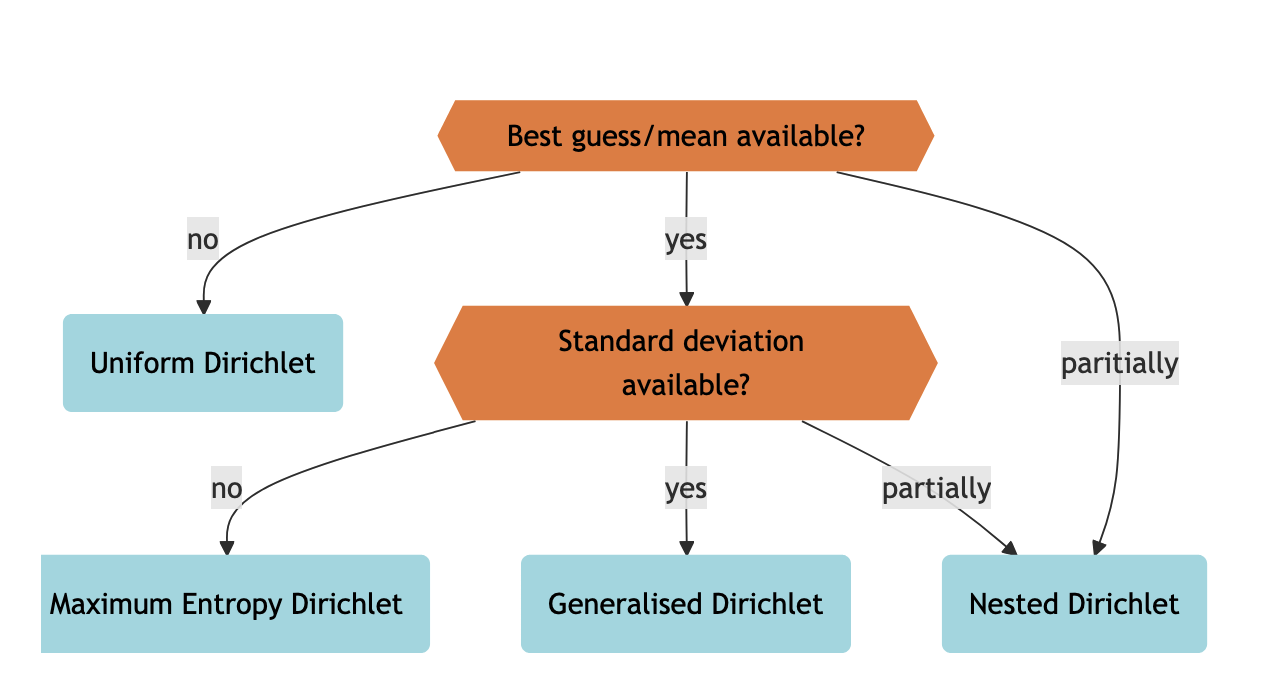 Best guess/mean available?
no
yes
Standard deviation
available?
Uniform Dirichlet
paritially
no
yes
partially
Maximum Entropy Dirichlet
Generalised Dirichlet
Nested Dirichlet